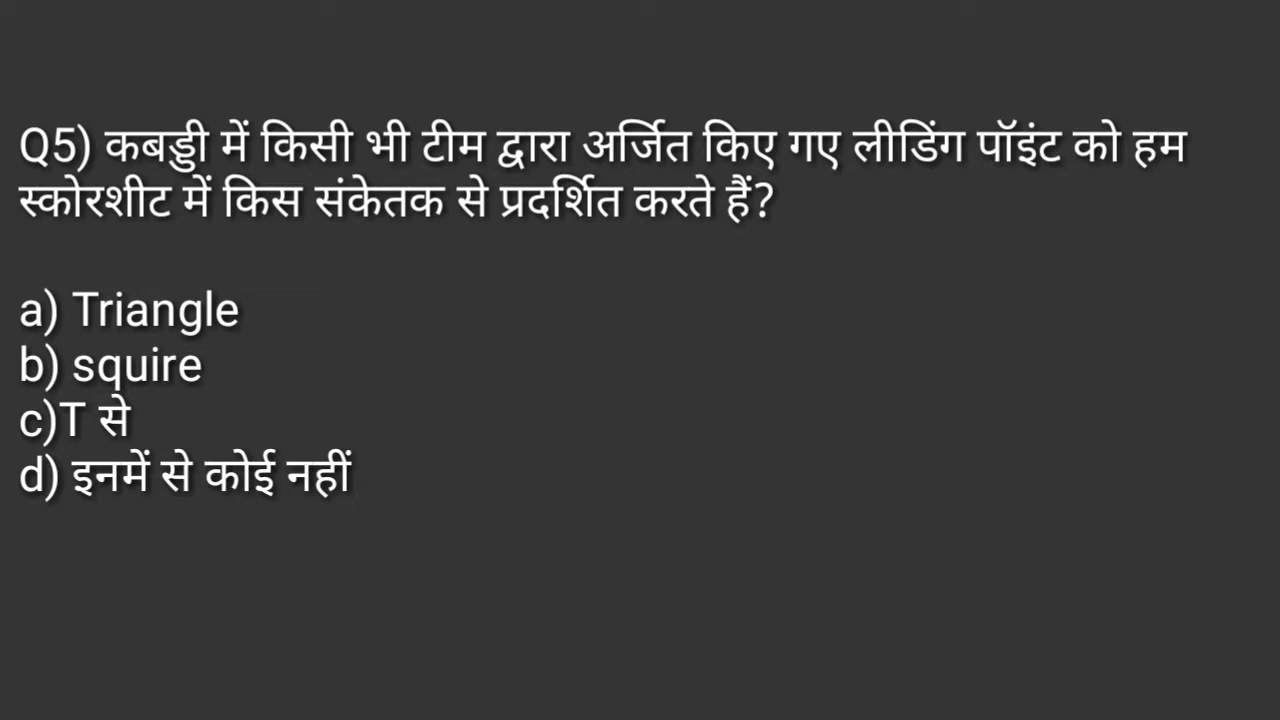 Q5) कबड्डी में किसी भी टीम द्वारा अर्जित किए गए लीडिंग पॉइंट को हम
स्कोरशीट में किस संकेतक से प्रदर्शित करते हैं?
a) Triangle
b) squire
c)T से
d) इनमें से कोई नहीं